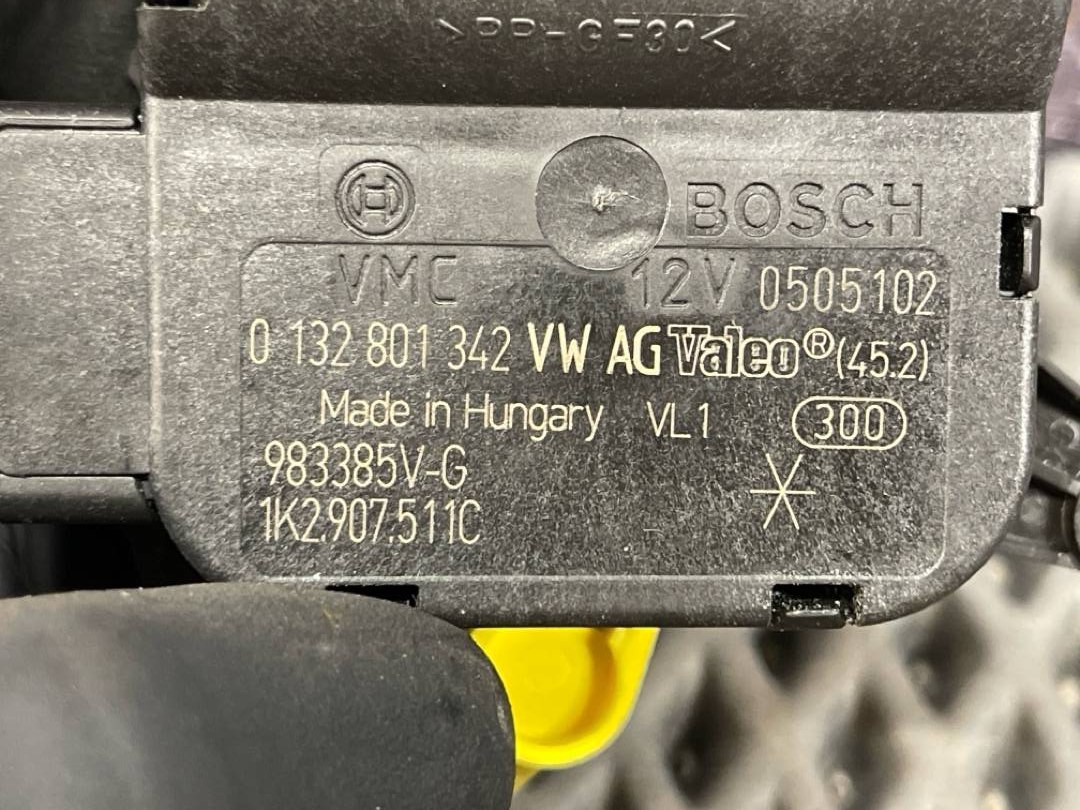 >PP-GF30<
BOSCH
VMC 12V 0505102
0 132 801 342 VW AG Valeo® (45.2)
Made in Hungary VL1 300
983385V-G
1K2.907.511C